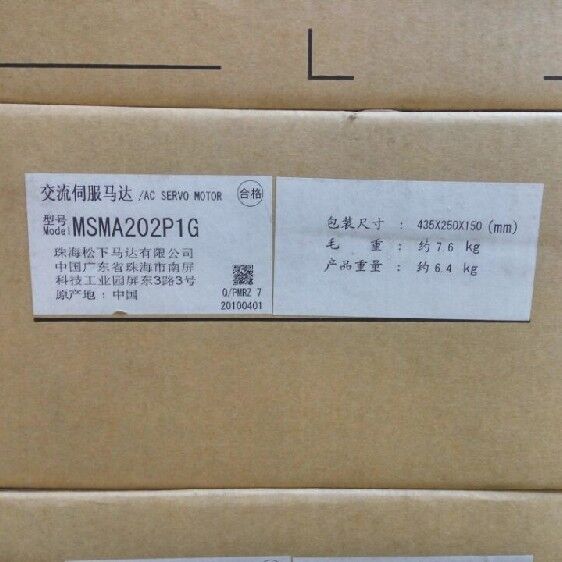 交流伺服马达 /AC SERVO MOTOR 合格
型号 Model MSMA202P1G
珠海松下马达有限公司
中国广东省珠海市南屏
科技工业园屏东3路3号
原产地：中国
Q/PMRZ 7
20100401
包装尺寸：435X250X150(mm)
毛 重：约7.6 kg
产品重量：约6.4 kg